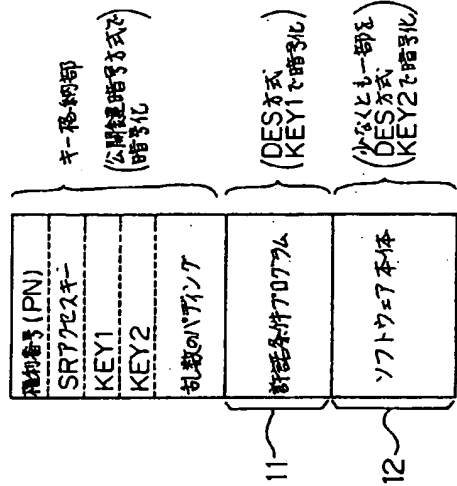 権利番号(PN)
SRアクセスキー
KEY1
KEY2
乱数のパディング
許諾条件プログラム
ソフトウェア本体
キー格納部
(公開鍵暗号方式で
暗号化)
(DES方式
KEY1で暗号化)
(少なくとも一部を
DES方式
KEY2で暗号化)
11
12